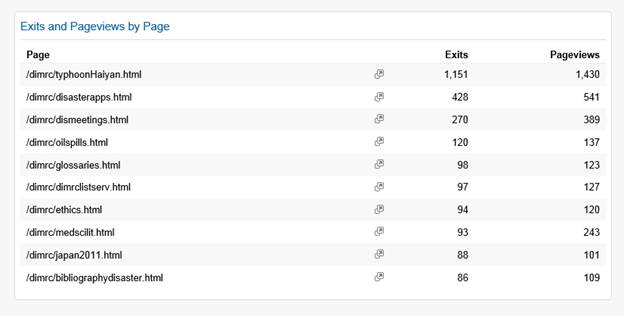 Exits and Pageviews by Page
Page Exits Pageviews
/dimrc/typhoonHaiyan.html 1,151 1,430
/dimrc/disasterapps.html 428 541
/dimrc/dismeetings.html 270 389
/dimrc/oilspills.html 120 137
/dimrc/glossaries.html 98 123
/dimrc/dimrclistserv.html 97 127
/dimrc/ethics.html 94 120
/dimrc/medscilit.html 93 243
/dimrc/japan2011.html 88 101
/dimrc/bibliographydisaster.html 86 109